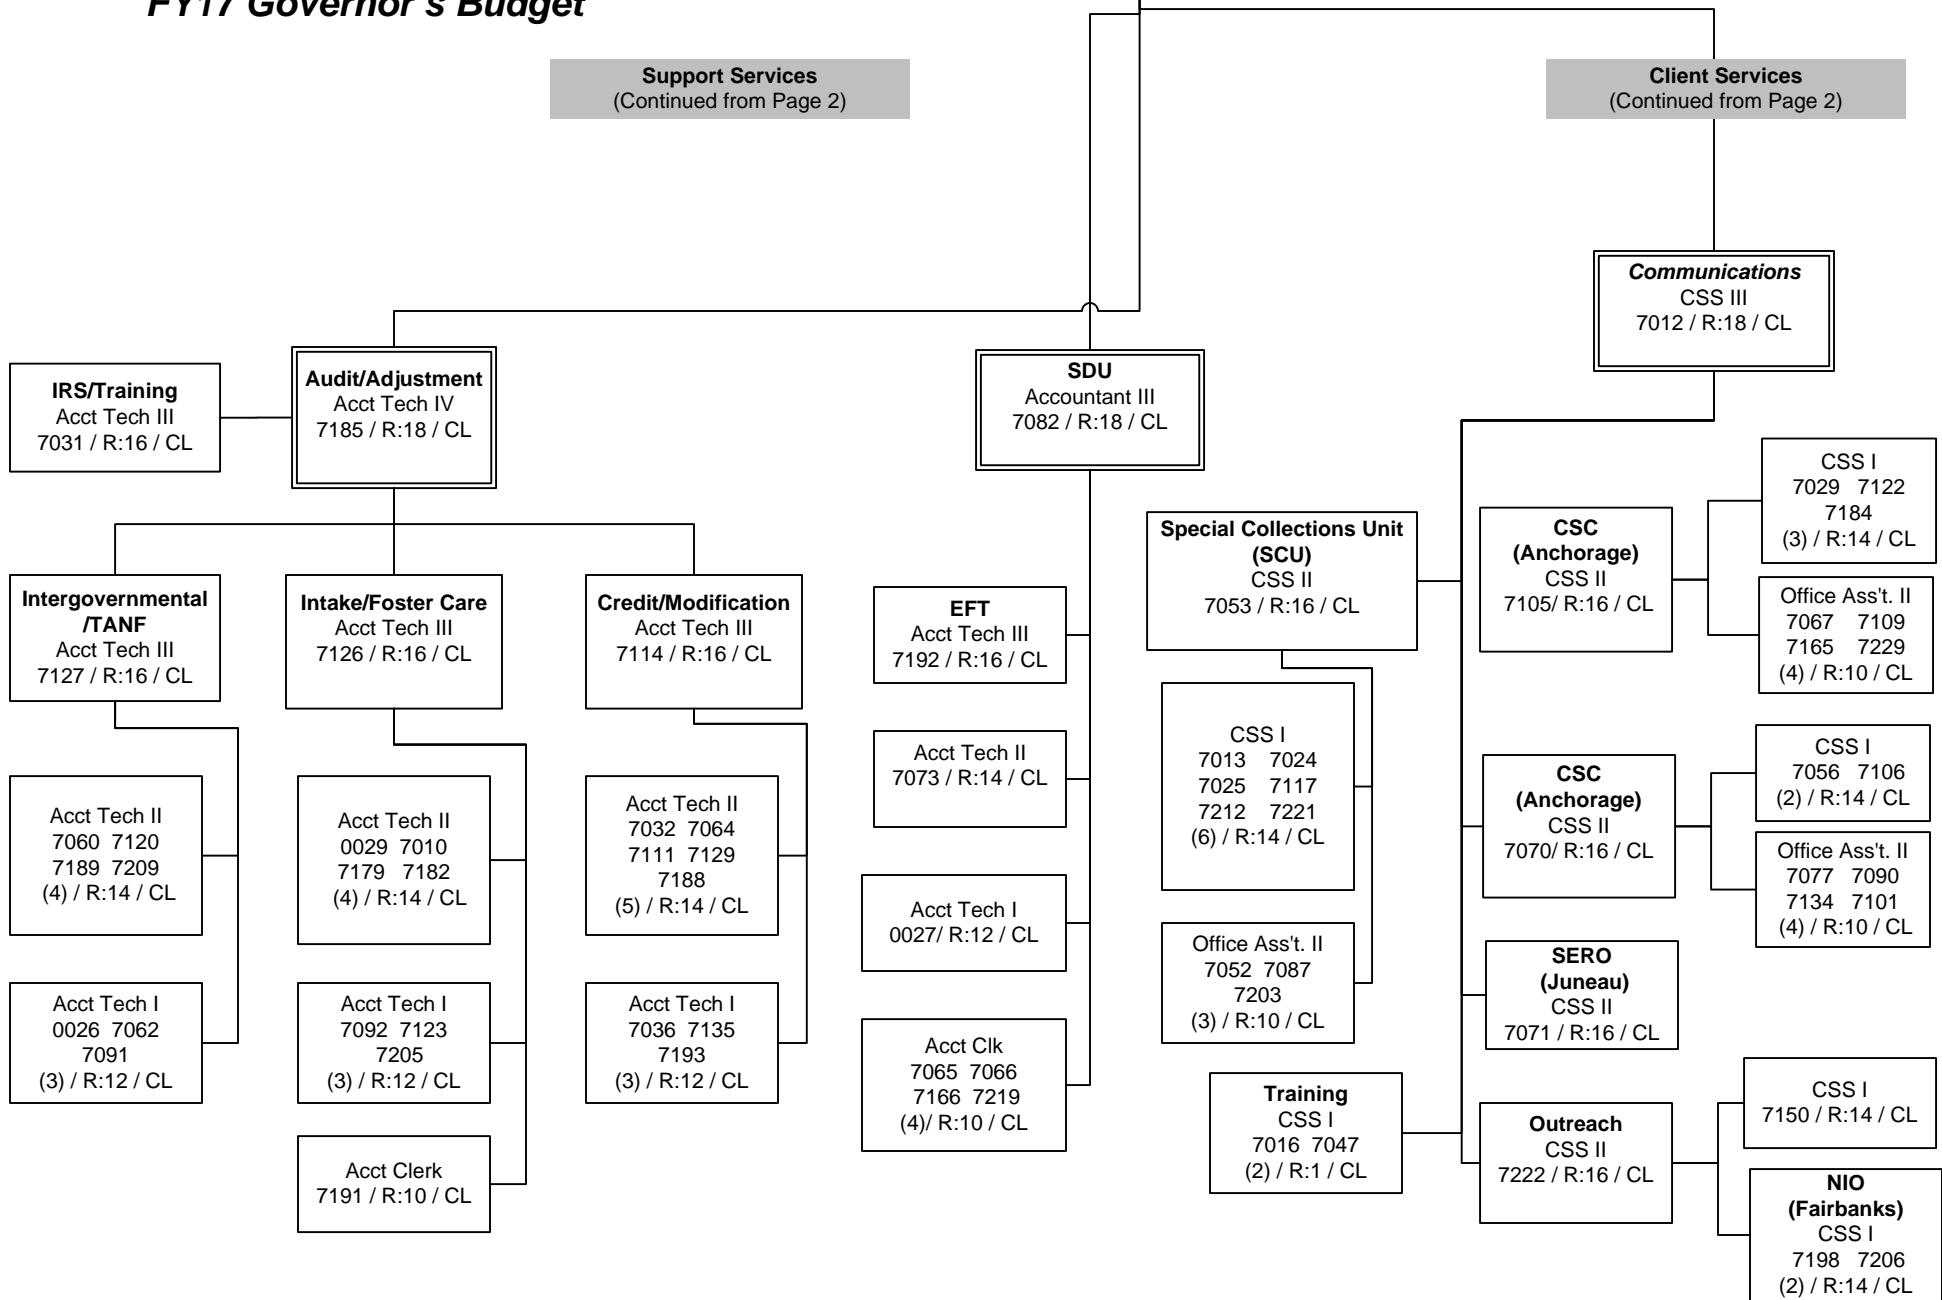 FY17 Governor's Budget
Support Services
(Continued from Page 2)
Client Services
(Continued from Page 2)
Communications
CSS III
7012 / R:18 / CL
IRS/Training
Acct Tech III
7031 / R:16 / CL
Audit/Adjustment
Acct Tech IV
7185 / R:18 / CL
SDU
Accountant III
7082 / R:18 / CL
Intergovernmental
/TANF
Acct Tech III
7127 / R:16 / CL
Intake/Foster Care
Acct Tech III
7126 / R:16 / CL
Credit/Modification
Acct Tech III
7114 / R:16 / CL
Acct Tech II
7060 7120
7189 7209
(4) / R:14 / CL
Acct Tech I
0026 7062
7091
(3) / R:12 / CL
Acct Tech II
0029 7010
7179 7182
(4) / R:14 / CL
Acct Tech I
7092 7123
7205
(3) / R:12 / CL
Acct Clerk
7191 / R:10 / CL
Acct Tech II
7032 7064
7111 7129
7188
(5) / R:14 / CL
Acct Tech I
7036 7135
7193
(3) / R:12 / CL
EFT
Acct Tech III
7192 / R:16 / CL
Acct Tech II
7073 / R:14 / CL
Acct Tech I
0027/ R:12 / CL
Acct Clk
7065 7066
7166 7219
(4)/ R:10 / CL
Special Collections Unit
(SCU)
CSS II
7053 / R:16 / CL
CSS I
7013 7024
7025 7117
7212 7221
(6) / R:14 / CL
Office Ass't. II
7052 7087
7203
(3) / R:10 / CL
Training
CSS I
7016 7047
(2) / R:1 / CL
CSC
(Anchorage)
CSS II
7105/ R:16 / CL
CSS I
7029 7122
7184
(3) / R:14 / CL
Office Ass't. II
7067 7109
7165 7229
(4) / R:10 / CL
CSC
(Anchorage)
CSS II
7070/ R:16 / CL
CSS I
7056 7106
(2) / R:14 / CL
Office Ass't. II
7077 7090
7134 7101
(4) / R:10 / CL
SERO
(Juneau)
CSS II
7071 / R:16 / CL
Outreach
CSS II
7222 / R:16 / CL
CSS I
7150 / R:14 / CL
NIO
(Fairbanks)
CSS I
7198 7206
(2) / R:14 / CL